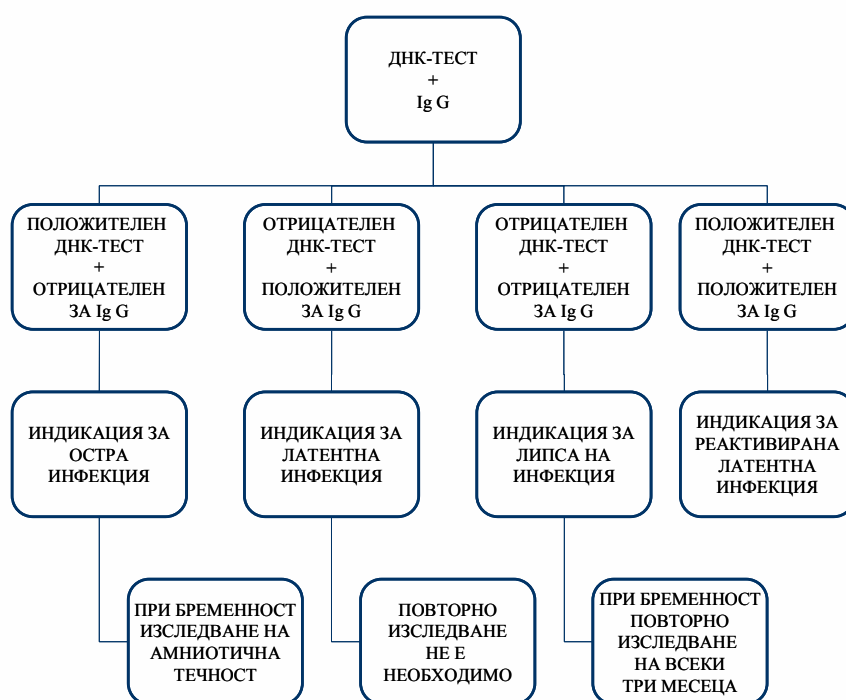 ДНК-ТЕСТ
+
Ig G
ПОЛОЖИТЕЛЕН
ДНК-ТЕСТ
+
ОТРИЦАТЕЛЕН
ЗА Ig G
ОТРИЦАТЕЛЕН
ДНК-ТЕСТ
+
ПОЛОЖИТЕЛЕН
ЗА Ig G
ОТРИЦАТЕЛЕН
ДНК-ТЕСТ
+
ОТРИЦАТЕЛЕН
ЗА Ig G
ПОЛОЖИТЕЛЕН
ДНК-ТЕСТ
+
ПОЛОЖИТЕЛЕН
ЗА Ig G
ИНДИКАЦИЯ ЗА
ОСТРА
ИНФЕКЦИЯ
ИНДИКАЦИЯ ЗА
ЛАТЕНТНА
ИНФЕКЦИЯ
ИНДИКАЦИЯ ЗА
ЛИПСА НА
ИНФЕКЦИЯ
ИНДИКАЦИЯ ЗА
РЕАКТИВИРАНА
ЛАТЕНТНА
ИНФЕКЦИЯ
ПРИ БРЕМЕННОСТ
ИЗСЛЕДВАНЕ НА
АМНИОТИЧНА
ТЕЧНОСТ
ПОВТОРНО
ИЗСЛЕДВАНЕ
НЕ Е
НЕОБХОДИМО
ПРИ БРЕМЕННОСТ
ПОВТОРНО
ИЗСЛЕДВАНЕ
НА ВСЕКИ
ТРИ МЕСЕЦА